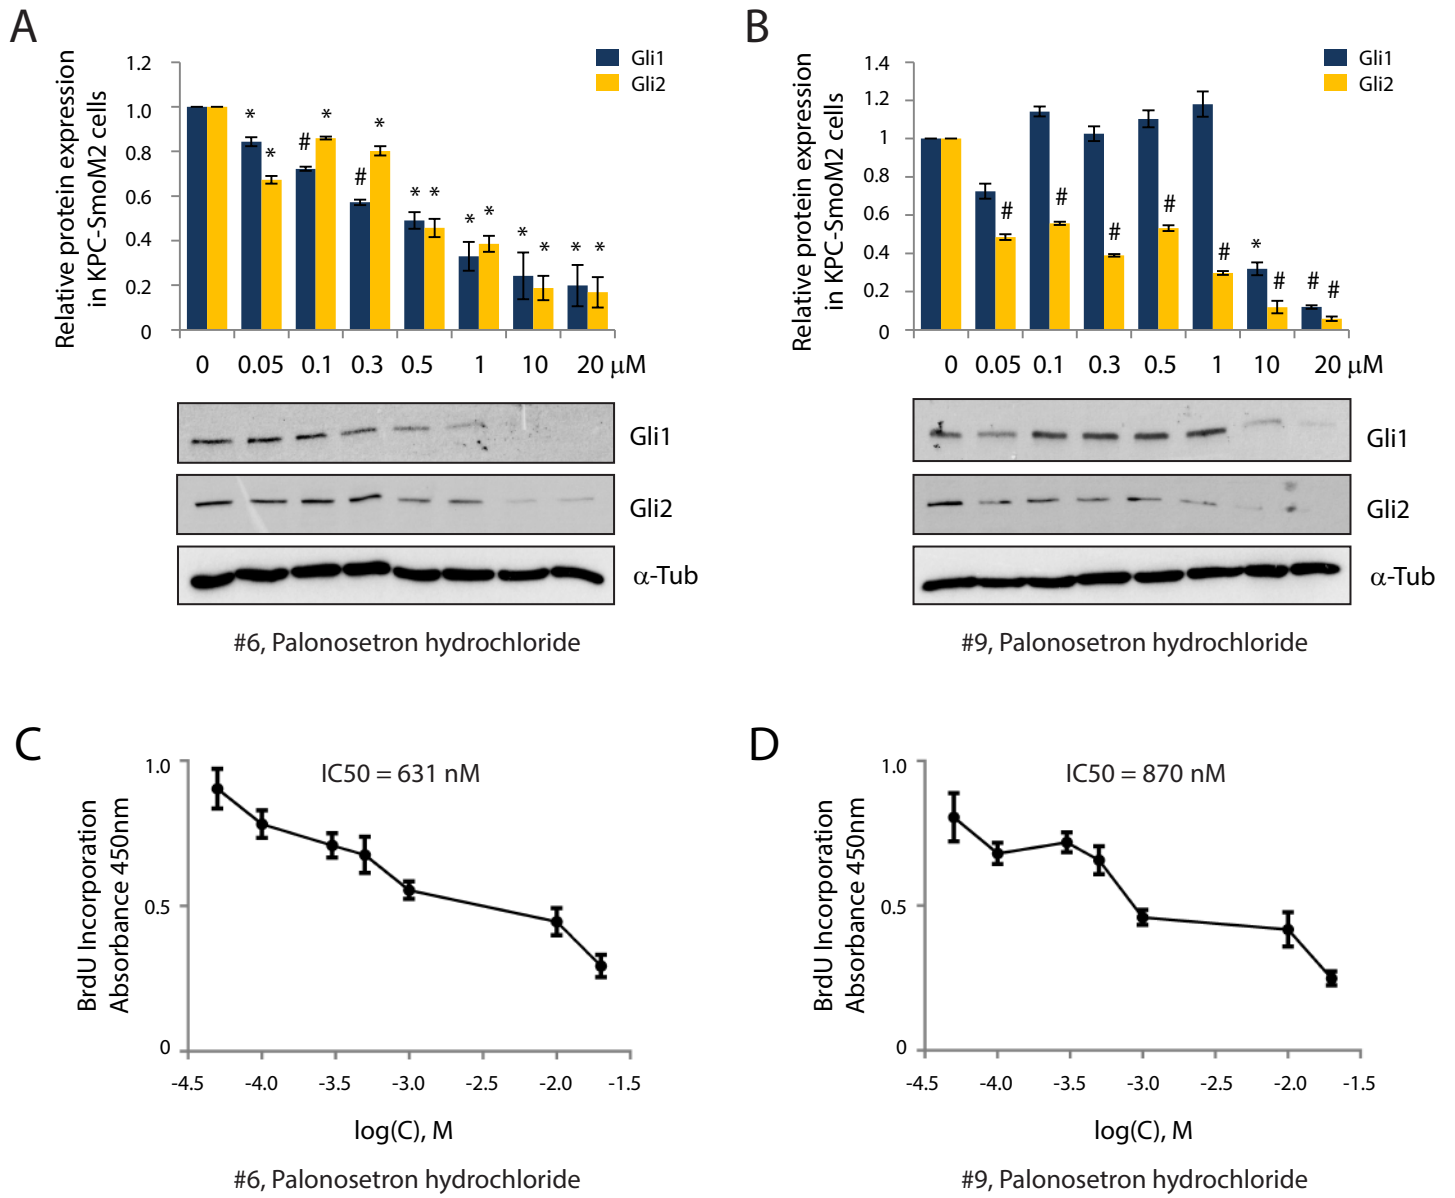 A
Relative protein expression
in KPC-SmoM2 cells
1.2
1.0
0.8
0.6
0.4
0.2
0
Gli1
Gli2
* * # * # * * * * * * * * *
0 0.05 0.1 0.3 0.5 1 10 20 μM
Gli1
Gli2
α-Tub
#6, Palonosetron hydrochloride
B
Relative protein expression
in KPC-SmoM2 cells
1.4
1.2
1
0.8
0.6
0.4
0.2
0
Gli1
Gli2
# # # # # * # # #
0 0.05 0.1 0.3 0.5 1 10 20 μM
Gli1
Gli2
α-Tub
#9, Palonosetron hydrochloride
C
BrdU Incorporation
Absorbance 450nm
IC50 = 631 nM
1.0
0.5
0
-4.5 -4.0 -3.5 -3.0 -2.5 -2.0 -1.5
log(C), M
#6, Palonosetron hydrochloride
D
BrdU Incorporation
Absorbance 450nm
IC50 = 870 nM
1.0
0.5
0
-4.5 -4.0 -3.5 -3.0 -2.5 -2.0 -1.5
log(C), M
#9, Palonosetron hydrochloride